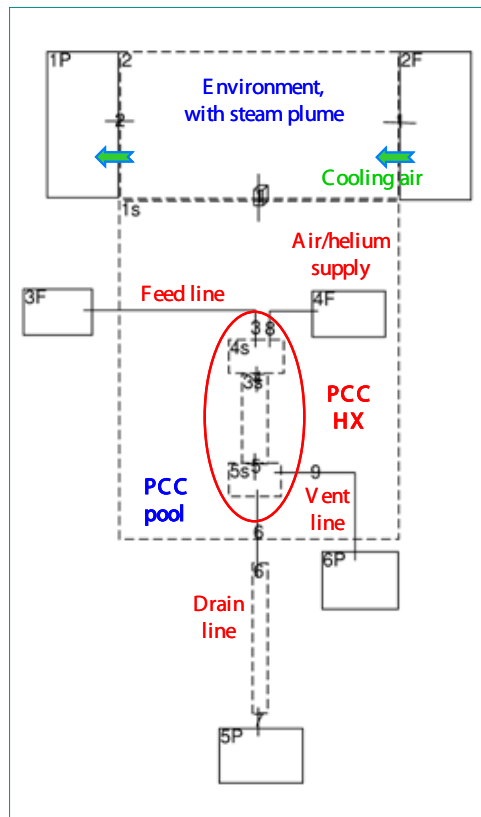 1P
2
2F
Environment,
with steam plume
2
1
Cooling air
1
1s
Air/helium
supply
Feed line
3F
4F
3 8
4s
3s
PCC
HX
5s
5
9
PCC
pool
Vent
line
6
6P
6
Drain
line
7
5P